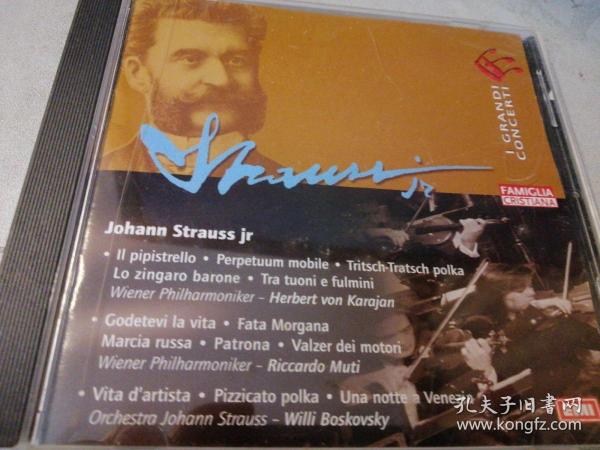 I GRANDI
CONCERTI
Strauss jr
FAMIGLIA
CRISTIANA
Johann Strauss jr
• Il pipistrello • Perpetuum mobile • Tritsch-Tratsch polka
Lo zingaro barone • Tra tuoni e fulmini
Wiener Philharmoniker – Herbert von Karajan
• Godetevi la vita • Fata Morgana
Marcia russa • Patrona • Valzer dei motori
Wiener Philharmoniker – Riccardo Muti
• Vita d'artista • Pizzicato polka • Una notte a Venezia
Orchestra Johann Strauss – Willi Boskovsky
EMI
孔夫子旧书网
www.kongfz.com